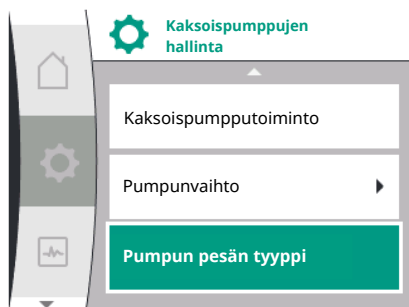 Kaksoispumppujen
hallinta
Kaksoispumpputoiminto
Pumpunvaihto
Pumpun pesän tyyppi